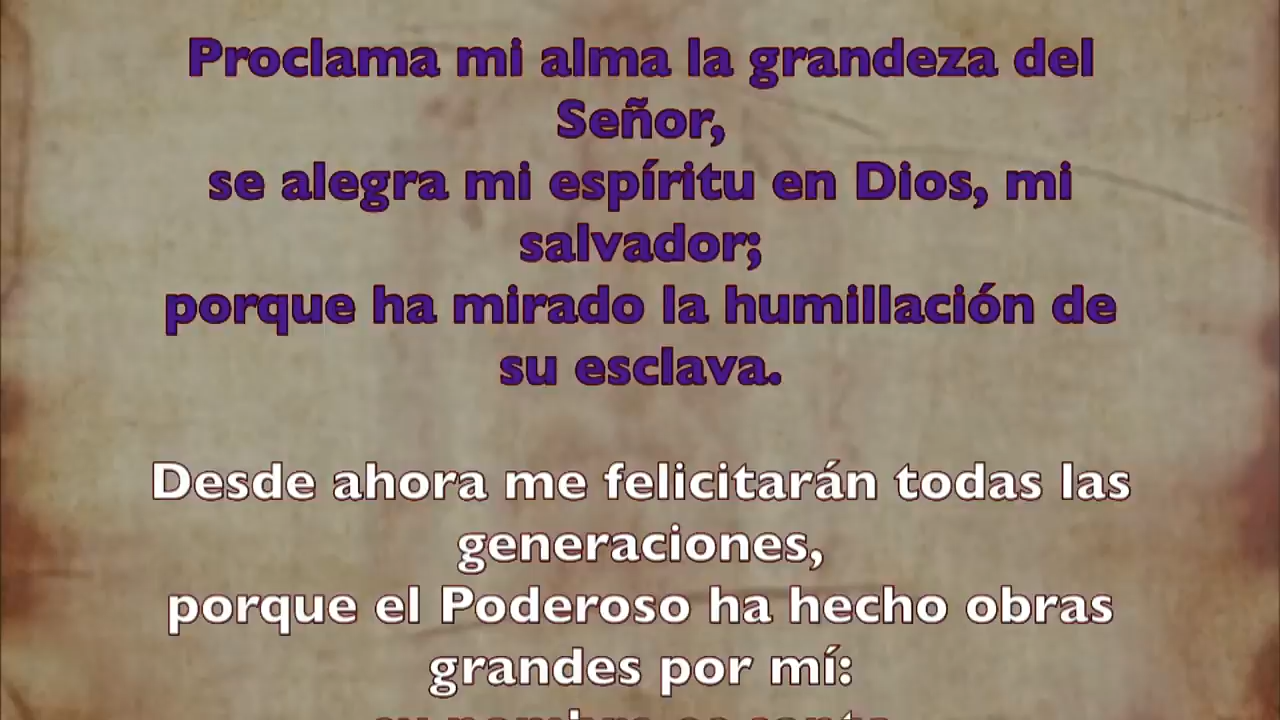 Proclama mi alma la grandeza del
Señor,
se alegra mi espíritu en Dios, mi
salvador;
porque ha mirado la humillación de
su esclava.
Desde ahora me felicitarán todas las
generaciones,
porque el Poderoso ha hecho obras
grandes por mí: